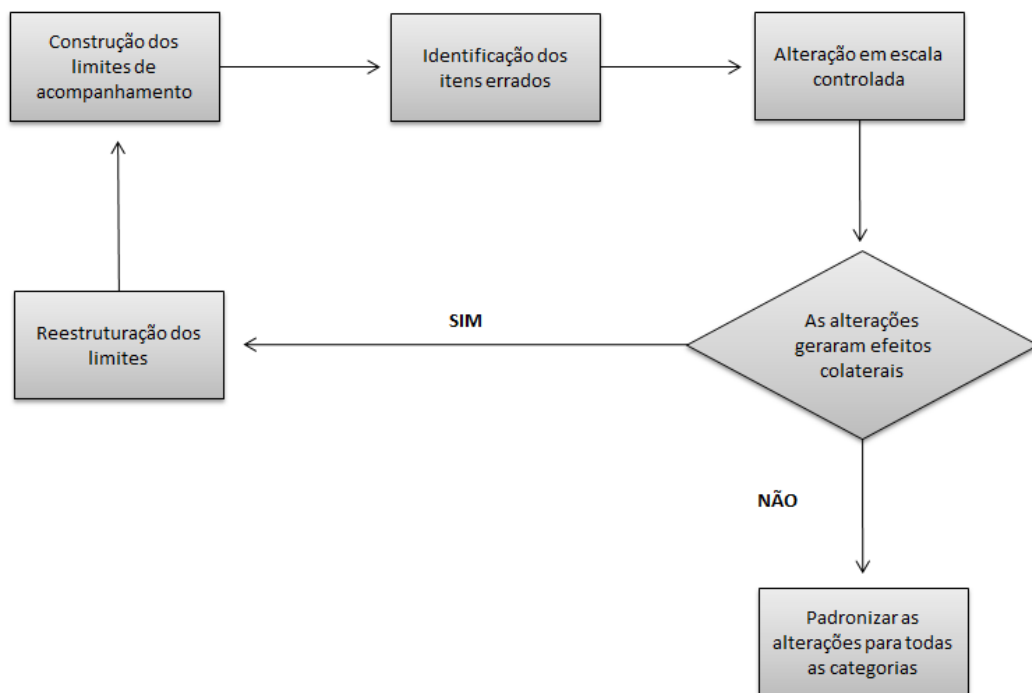 Construção dos
limites de
acompanhamento
Identificação dos
itens errados
Alteração em escala
controlada
As alterações
geraram efeitos
colaterais
SIM
Reestruturação dos
limites
NÃO
Padronizar as
alterações para todas
as categorias